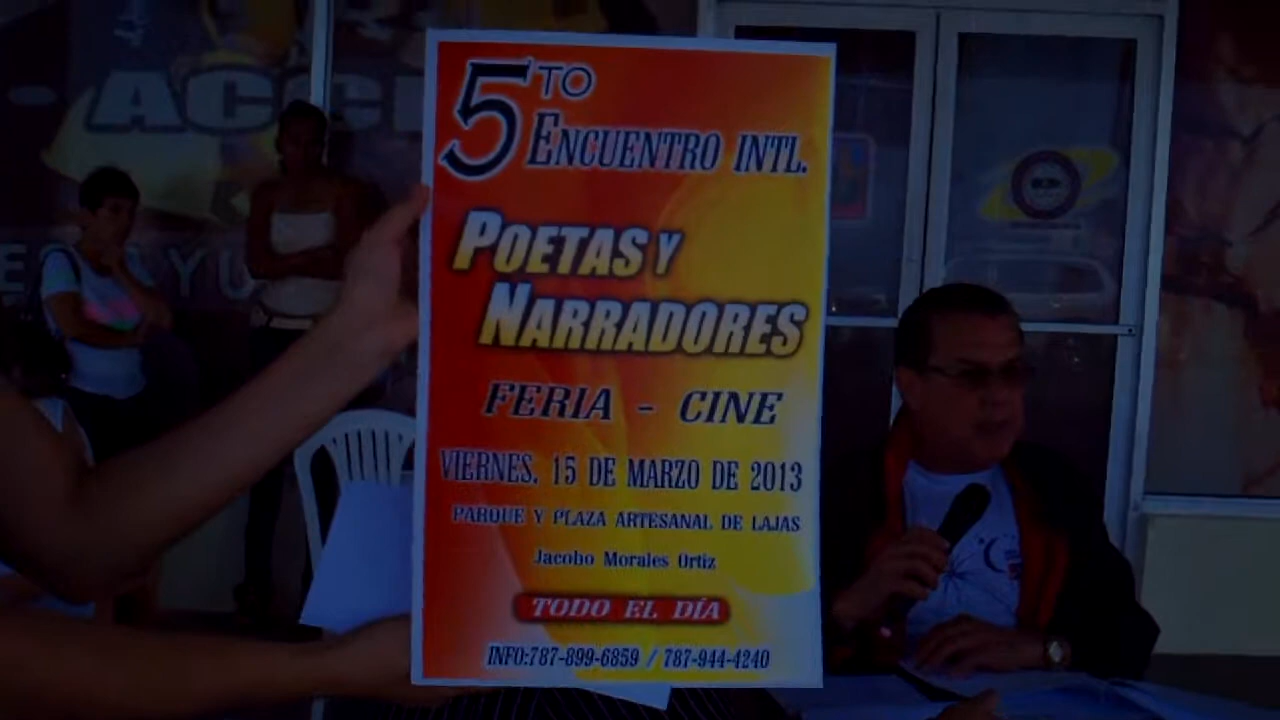 5TO
ENCUENTRO INTL.
POETAS Y
NARRADORES
FERIA - CINE
VIERNES, 15 DE MARZO DE 2013
PARQUE Y PLAZA ARTESANAL DE LAJAS
Jacobo Morales Ortiz
TODO EL DÍA
INFO:787-899-6859 / 787-944-4240